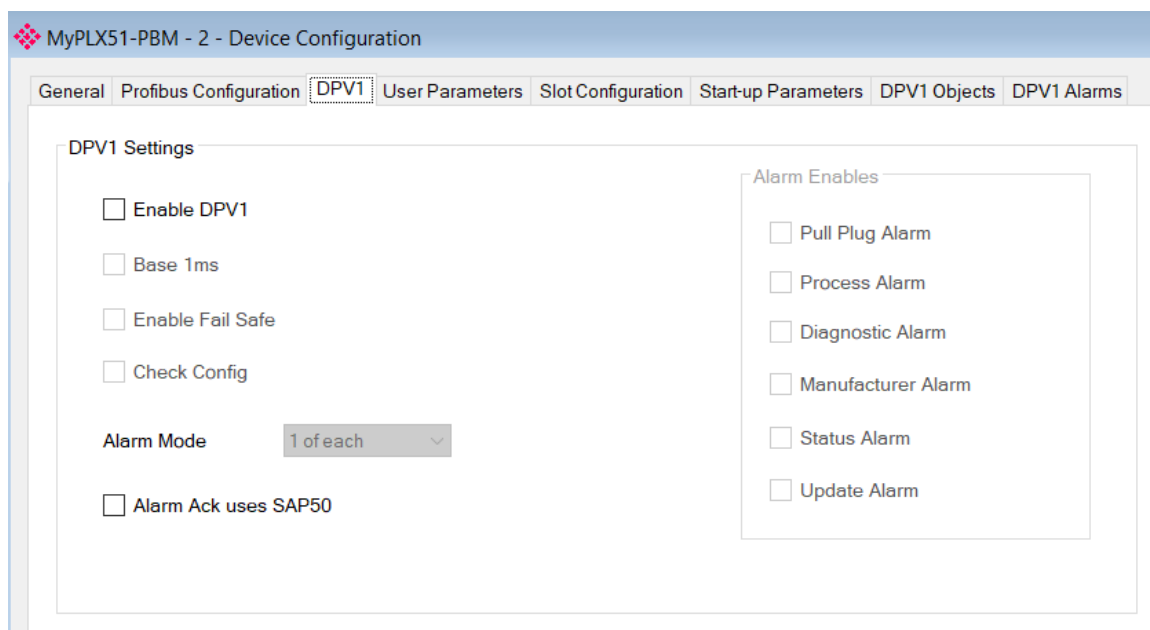 MyPLX51-PBM - 2 - Device Configuration
General Profibus Configuration DPV1 User Parameters Slot Configuration Start-up Parameters DPV1 Objects DPV1 Alarms
DPV1 Settings
Enable DPV1
Base 1ms
Enable Fail Safe
Check Config
Alarm Mode 1 of each
Alarm Ack uses SAP50
Alarm Enables
Pull Plug Alarm
Process Alarm
Diagnostic Alarm
Manufacturer Alarm
Status Alarm
Update Alarm